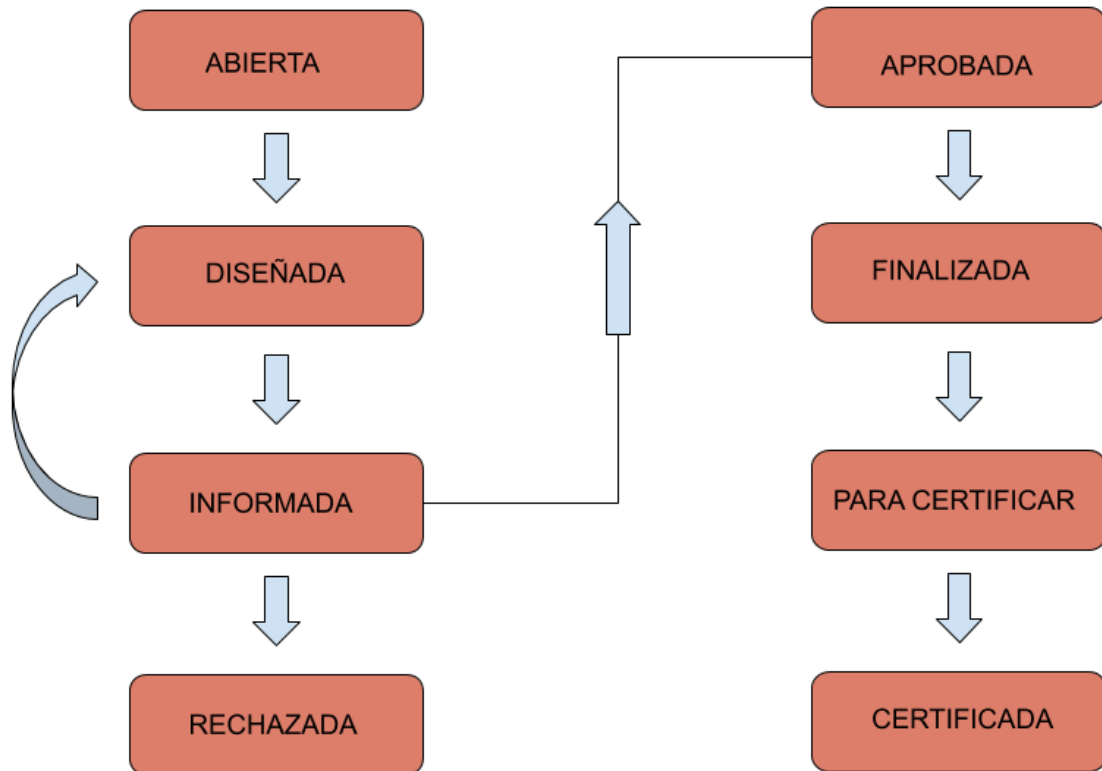 ABIERTA
DISEÑADA
INFORMADA
RECHAZADA
APROBADA
FINALIZADA
PARA CERTIFICAR
CERTIFICADA